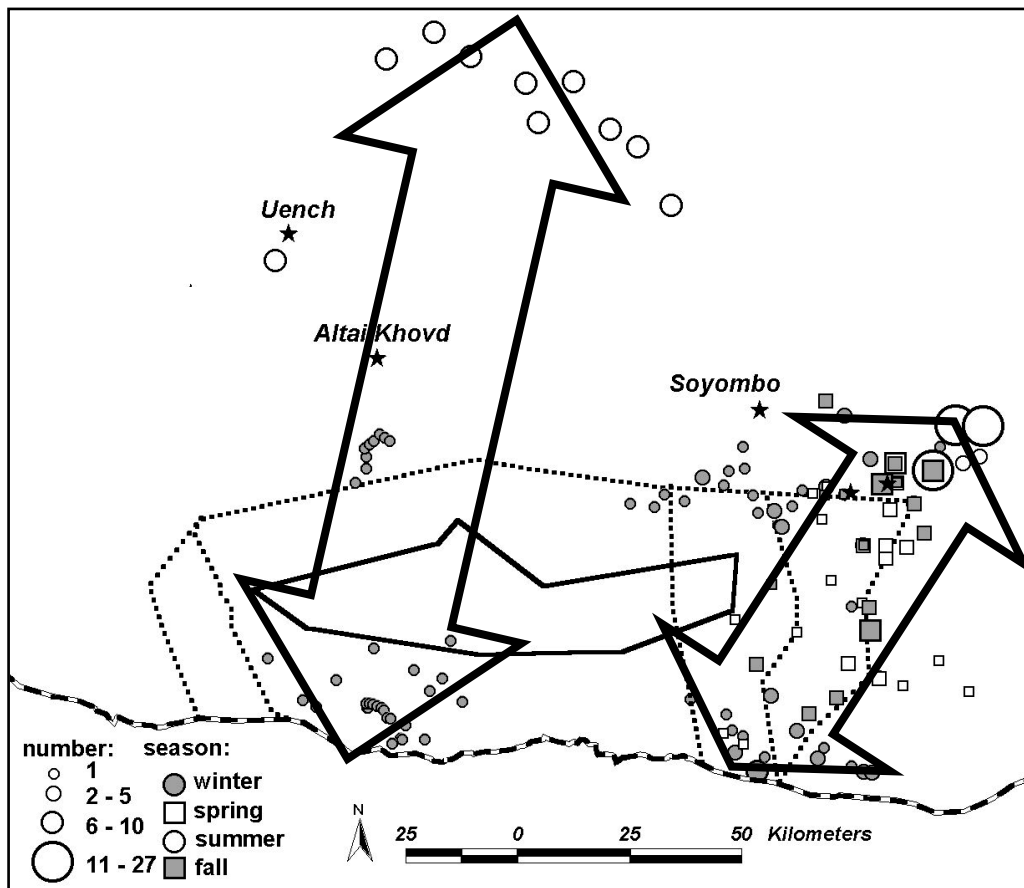 Uench
Altai Khovd
Soyombo
number: season:
1
2 - 5
6 - 10
11 - 27
winter
spring
summer
fall
N
25 0 25 50 Kilometers